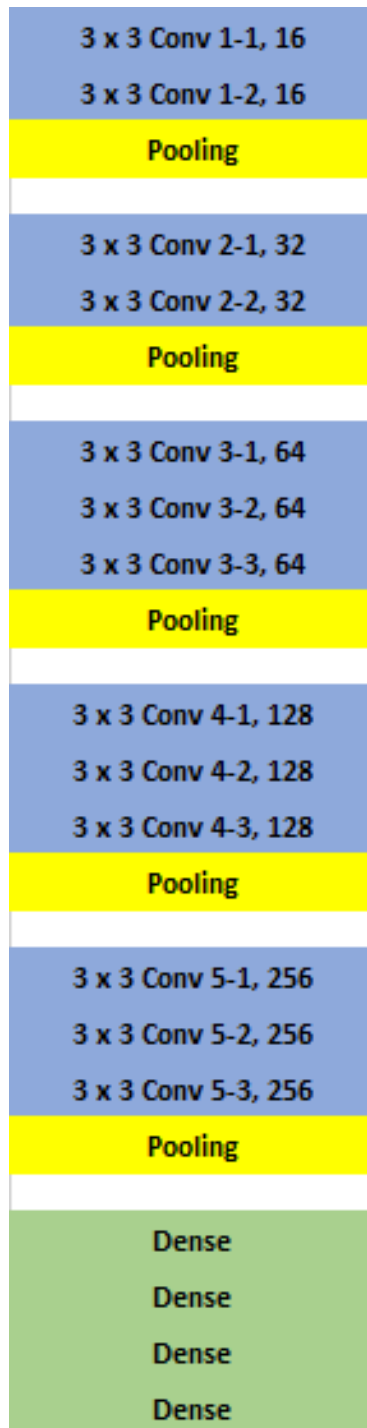 3 x 3 Conv 1-1, 16
3 x 3 Conv 1-2, 16
Pooling
3 x 3 Conv 2-1, 32
3 x 3 Conv 2-2, 32
Pooling
3 x 3 Conv 3-1, 64
3 x 3 Conv 3-2, 64
3 x 3 Conv 3-3, 64
Pooling
3 x 3 Conv 4-1, 128
3 x 3 Conv 4-2, 128
3 x 3 Conv 4-3, 128
Pooling
3 x 3 Conv 5-1, 256
3 x 3 Conv 5-2, 256
3 x 3 Conv 5-3, 256
Pooling
Dense
Dense
Dense
Dense